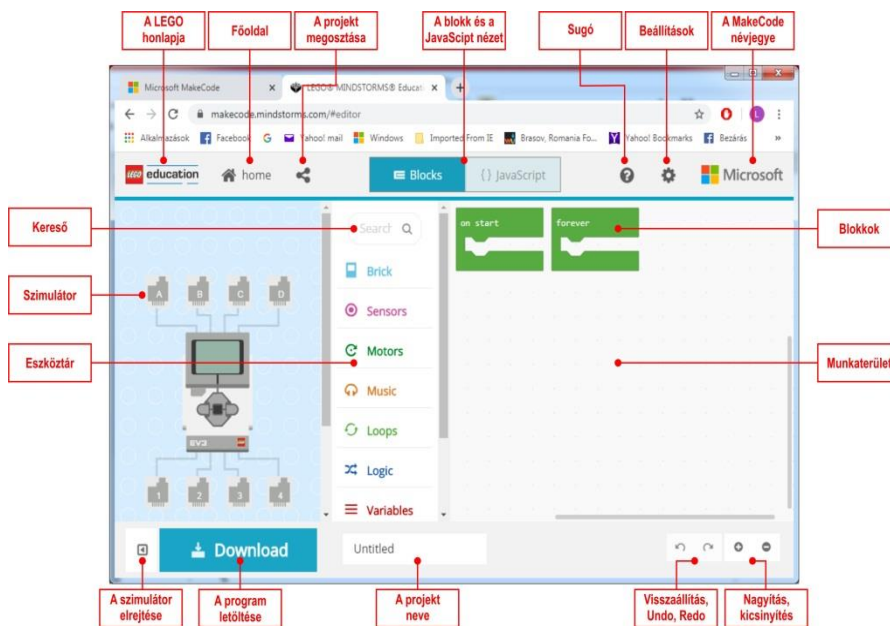 A LEGO
honlapja
Főoldal
A projekt
megosztása
A blokk és a
JavaScipt nézet
Sugó
Beállítások
A MakeCode
névjegye
Microsoft MakeCode
LEGO® MINDSTORMS® Educati
makecode.mindstorms.com/#editor
L
Alkalmazások
Facebook
G
Yahoo! mail
Windows
Imported From IE
Brasov, Romania Fo...
Yahoo! Bookmarks
Bezárás
»
LEGO education
home
Blocks
{ } JavaScript
Microsoft
Kereső
Search
on start
forever
Blokkok
Brick
A
B
C
D
Szimulátor
Sensors
Eszköztár
Motors
Munkaterület
Music
EV3
Loops
1
2
3
4
Logic
Variables
Download
Untitled
A szimulátor
elrejtése
A program
letöltése
A projekt
neve
Visszaállítás,
Undo, Redo
Nagyítás,
kicsinyítés